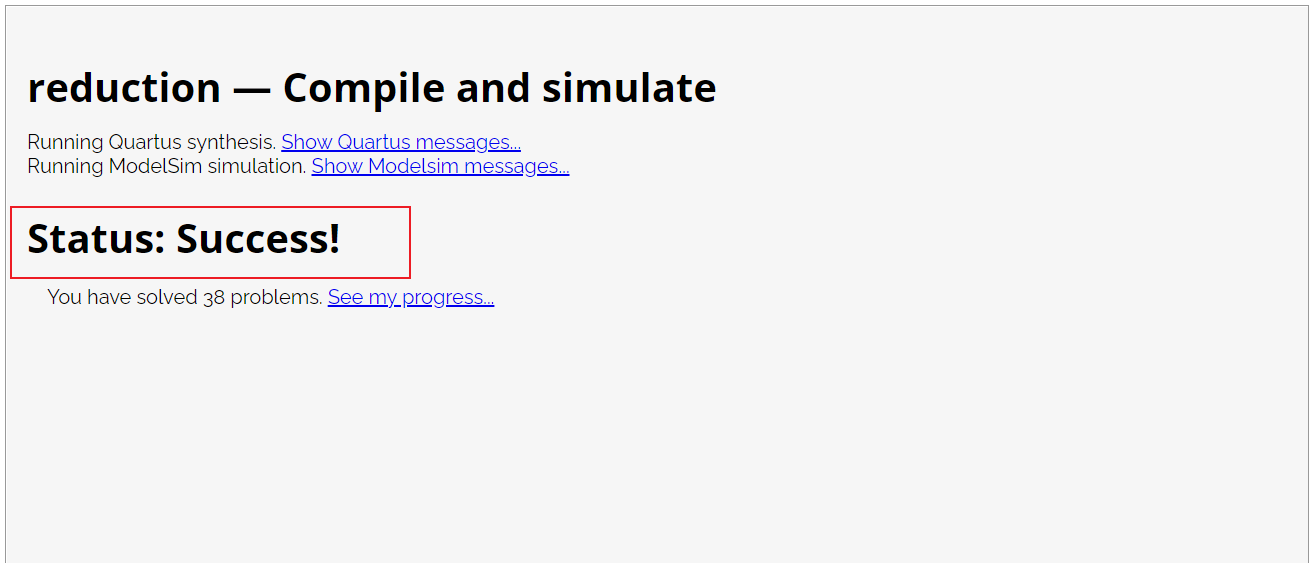 reduction — Compile and simulate
Running Quartus synthesis. Show Quartus messages...
Running ModelSim simulation. Show Modelsim messages...
Status: Success!
You have solved 38 problems. See my progress...